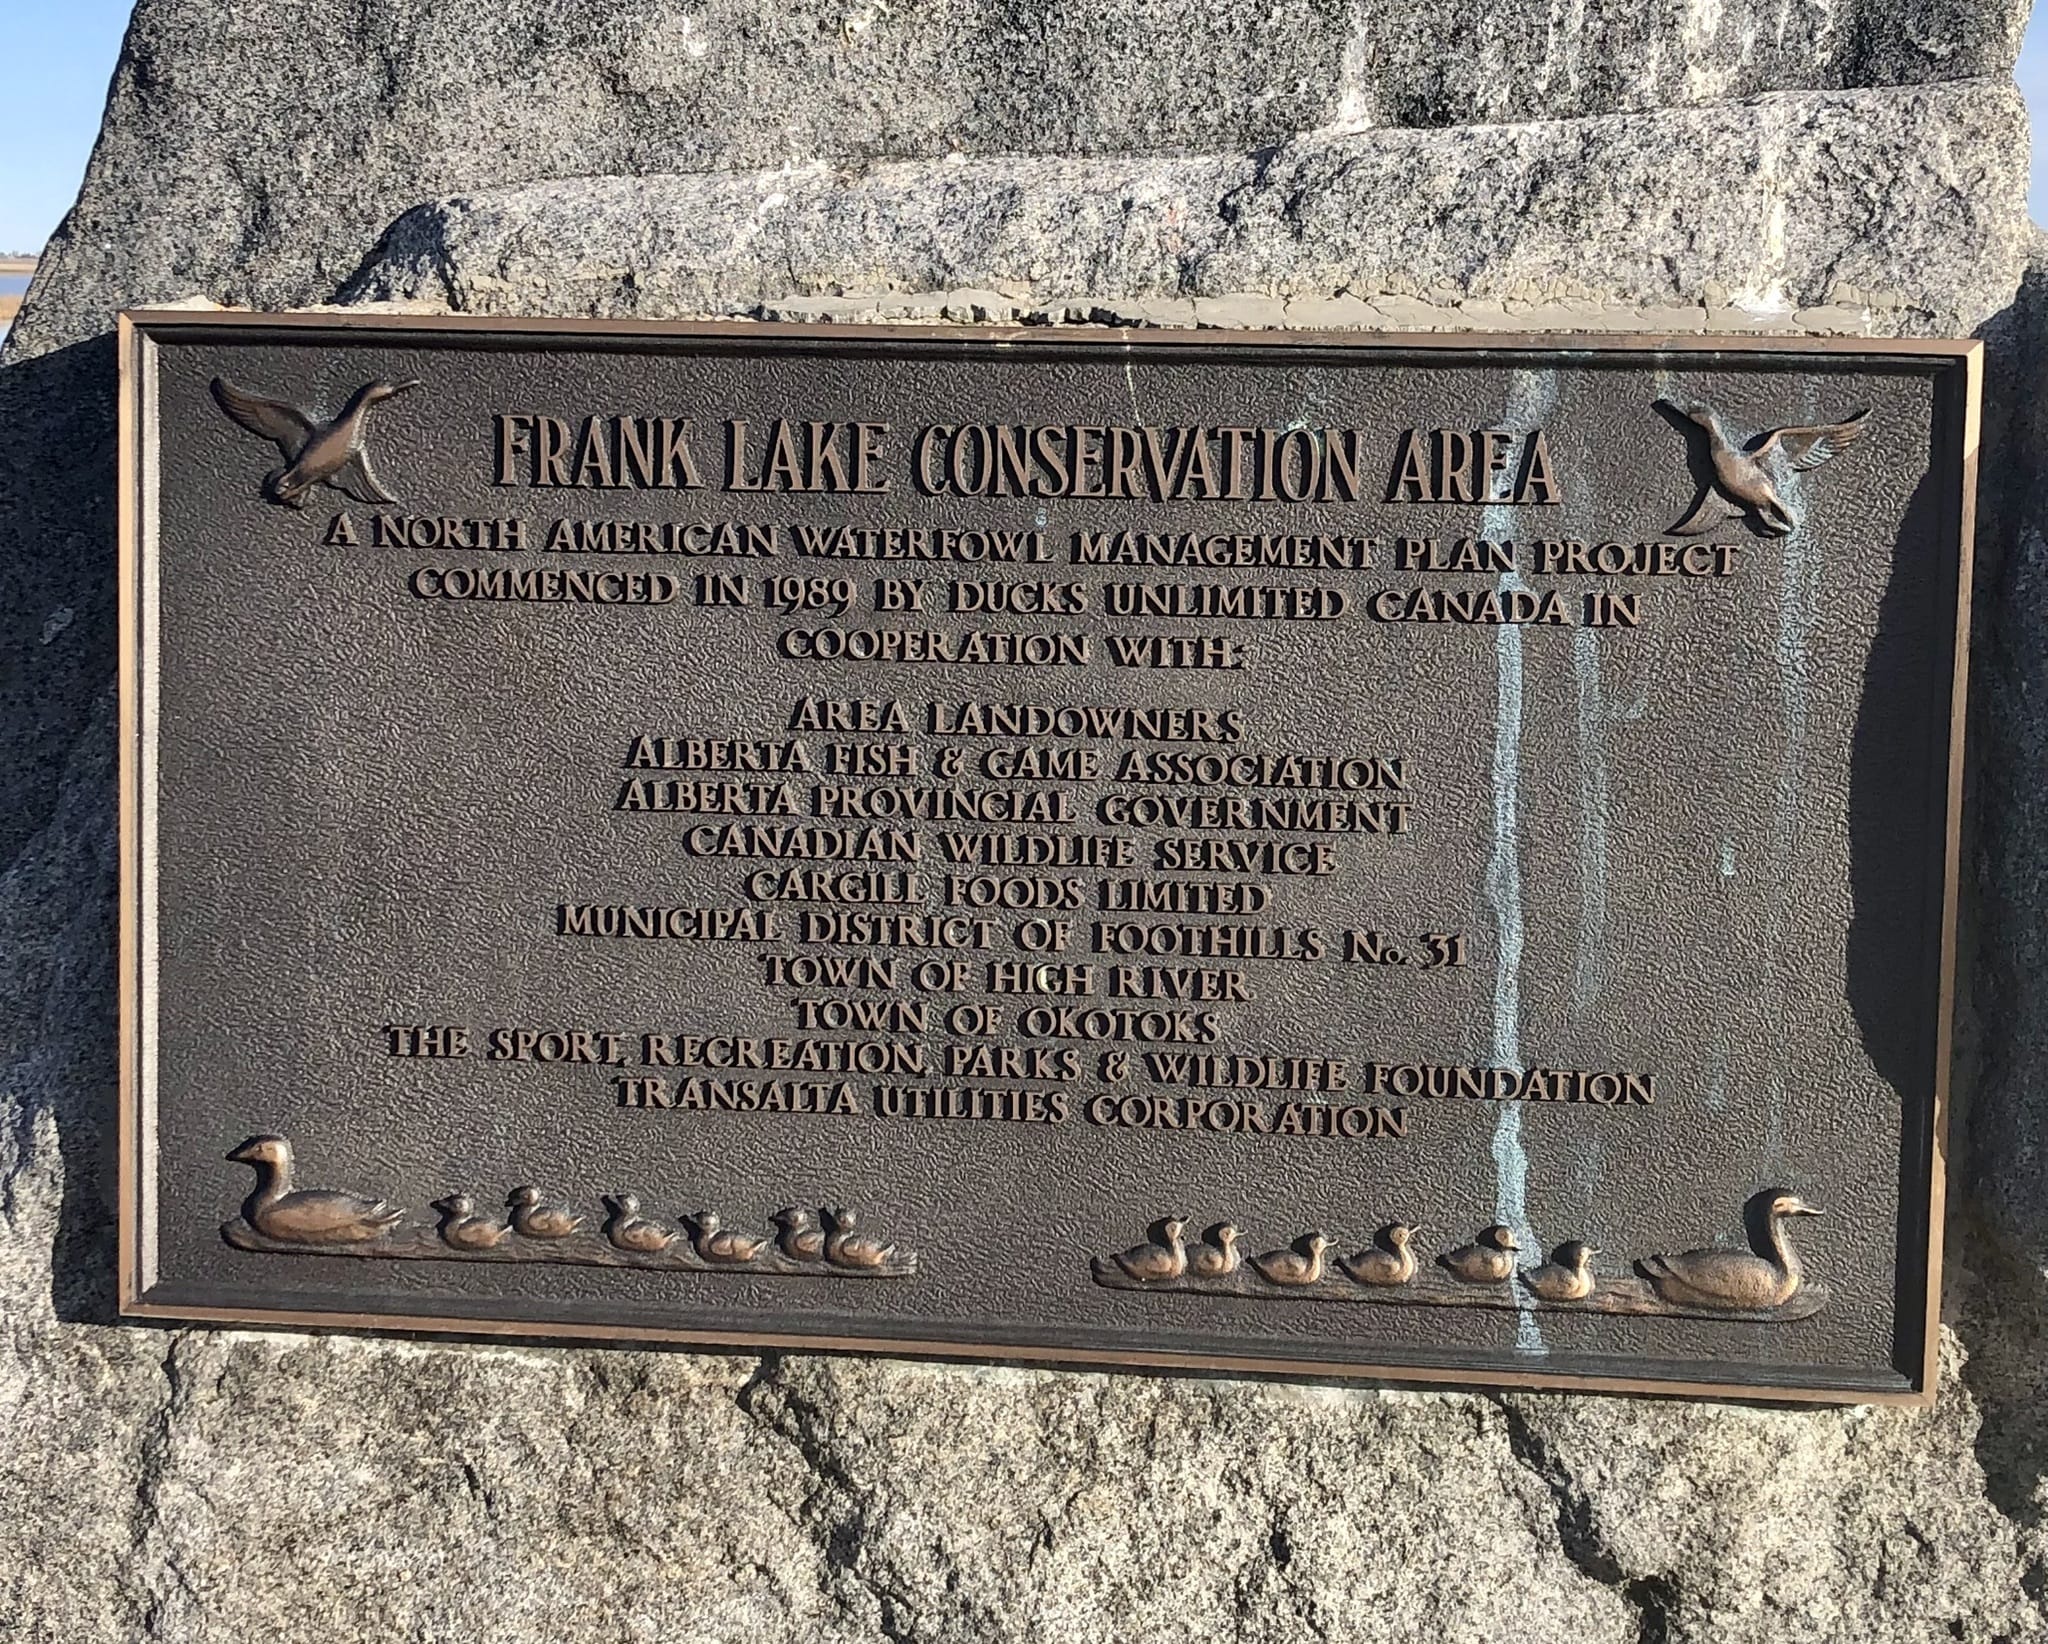 FRANK LAKE CONSERVATION AREA
A NORTH AMERICAN WATERFOWL MANAGEMENT PLAN PROJECT
COMMENCED IN 1989 BY DUCKS UNLIMITED CANADA IN
COOPERATION WITH:
AREA LANDOWNERS
ALBERTA FISH & GAME ASSOCIATION
ALBERTA PROVINCIAL GOVERNMENT
CANADIAN WILDLIFE SERVICE
CARGILL FOODS LIMITED
MUNICIPAL DISTRICT OF FOOTHILLS No. 31
TOWN OF HIGH RIVER
TOWN OF OKOTOKS
THE SPORT, RECREATION, PARKS & WILDLIFE FOUNDATION
TRANSALTA UTILITIES CORPORATION